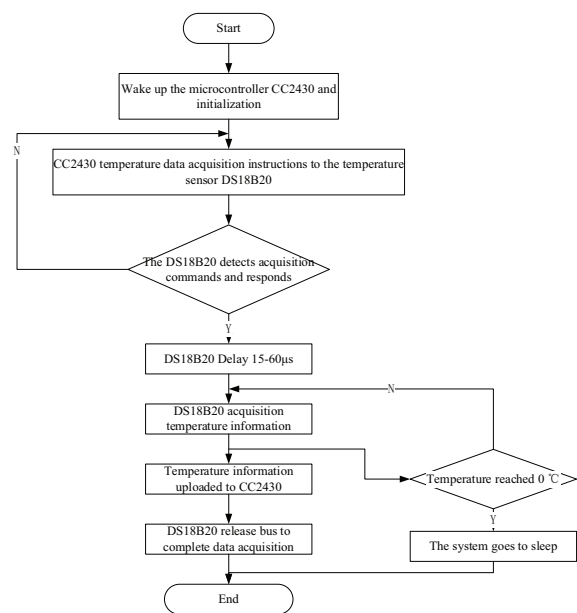 Start
Wake up the microcontroller CC2430 and
initialization
N
CC2430 temperature data acquisition instructions to the temperature
sensor DS18B20
The DS18B20 detects acquisition
commands and responds
Y
DS18B20 Delay 15-60μs
N
DS18B20 acquisition
temperature information
Temperature information
uploaded to CC2430
Temperature reached 0 ℃
Y
DS18B20 release bus to
complete data acquisition
The system goes to sleep
End